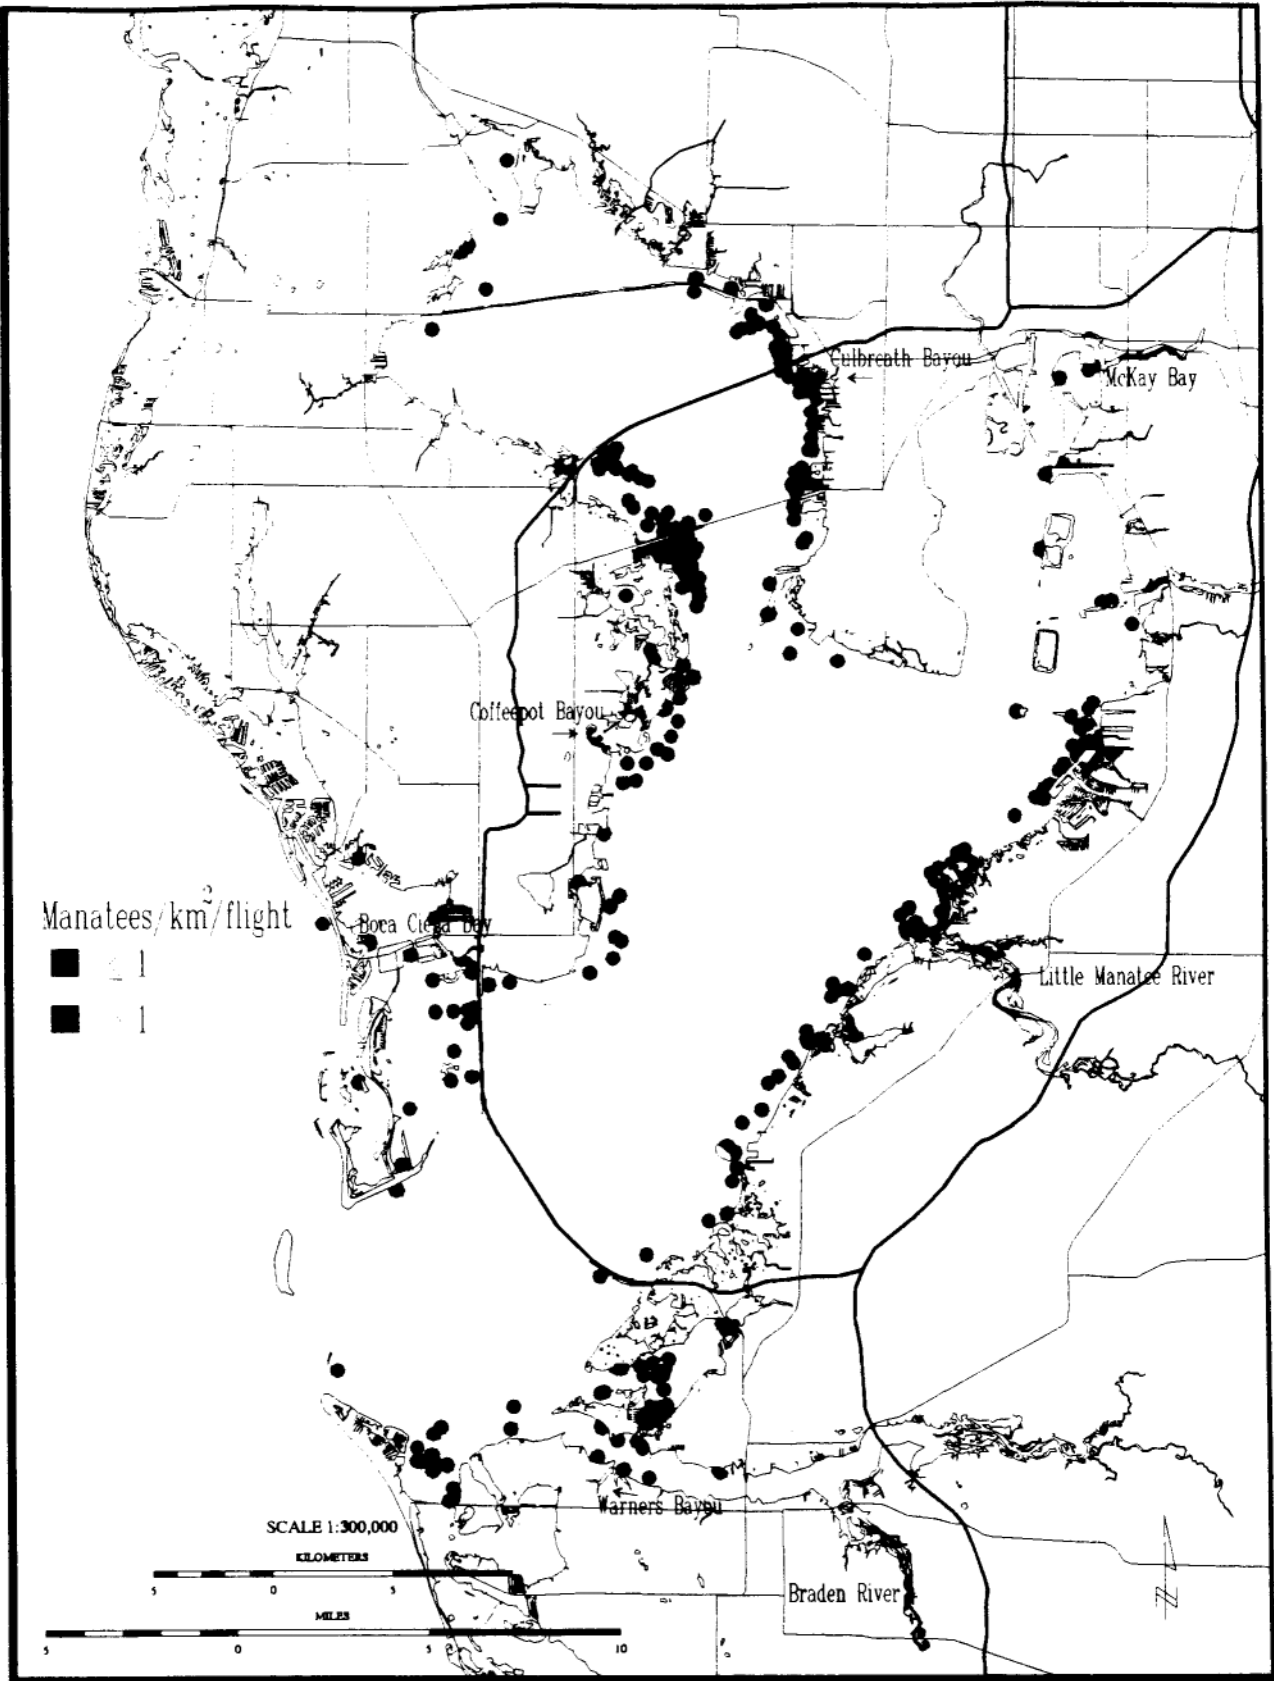 Culbreath Bayou
McKay Bay
Coffeepot Bayou
Manatees/km²/flight
≤ 1
> 1
Boca Ciega Bay
Little Manatee River
Warners Bayou
SCALE 1:300,000
KILOMETERS
5 0 5
MILES
5 0 5 10
Braden River
N